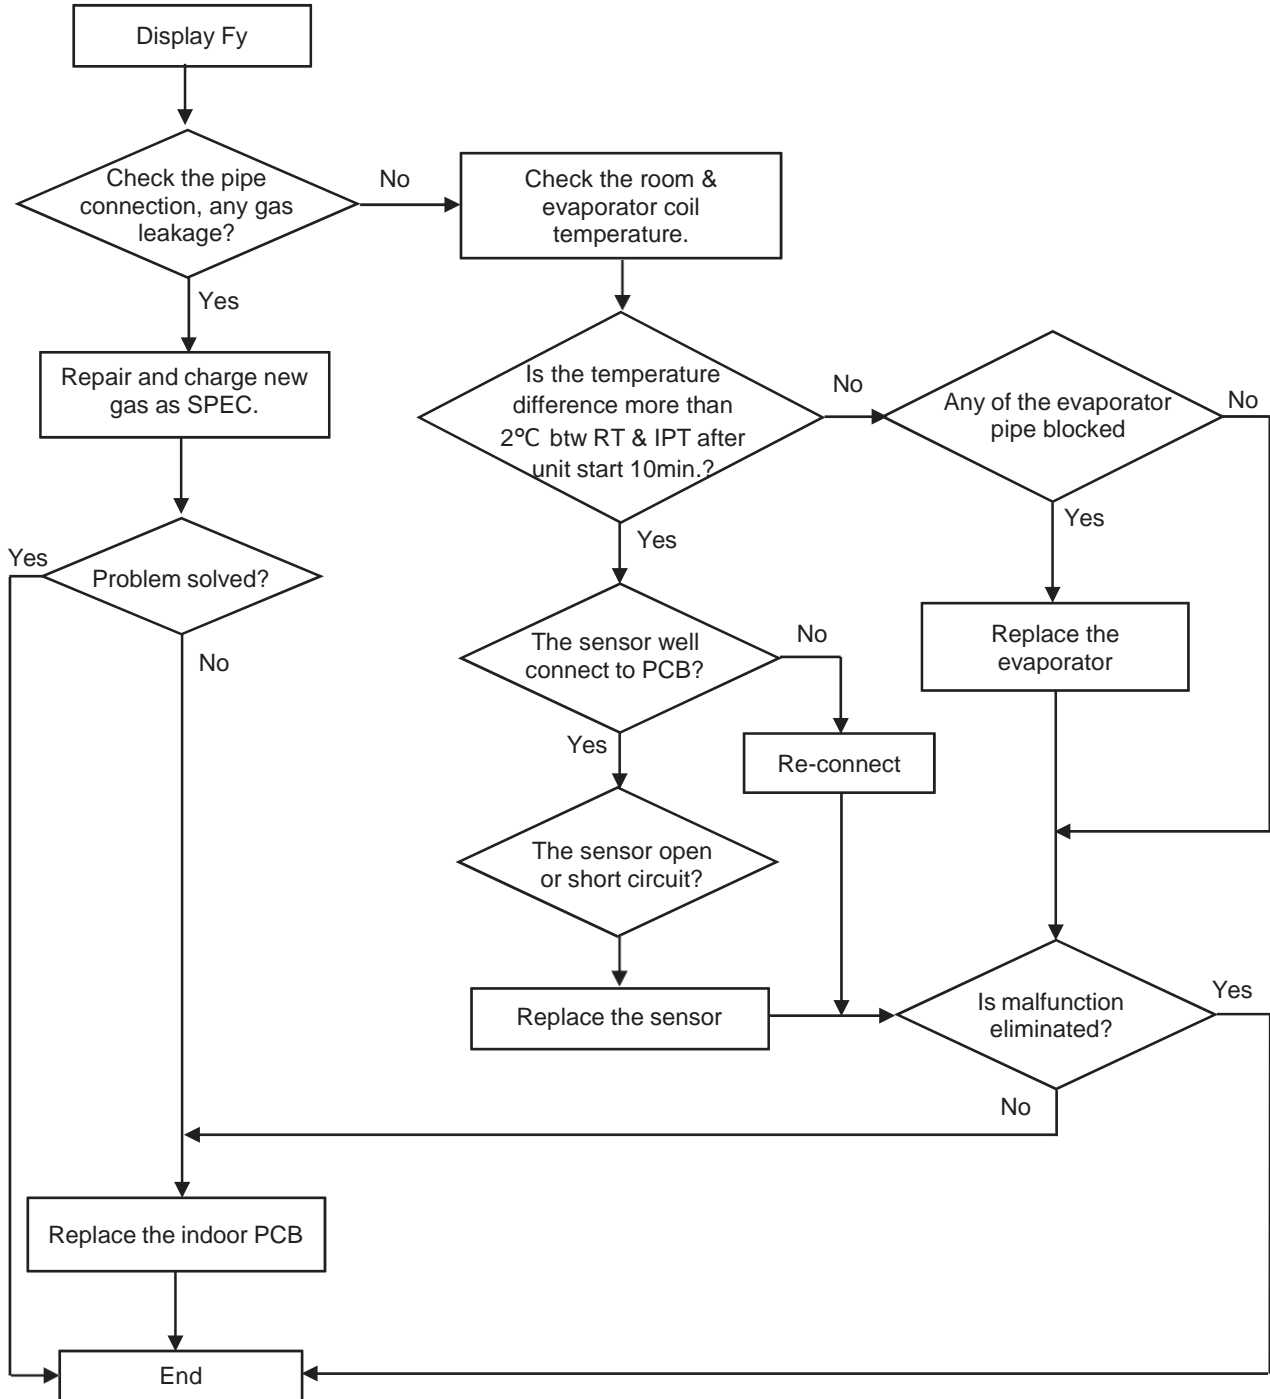 Display Fy
Check the pipe
connection, any gas
leakage?
No
Check the room &
evaporator coil
temperature.
Yes
Repair and charge new
gas as SPEC.
Is the temperature
difference more than
2℃ btw RT & IPT after
unit start 10min.?
No
Any of the evaporator
pipe blocked
No
Yes
Yes
Yes
Problem solved?
No
The sensor well
connect to PCB?
No
Replace the
evaporator
Yes
Re-connect
The sensor open
or short circuit?
Replace the sensor
Is malfunction
eliminated?
Yes
No
Replace the indoor PCB
End